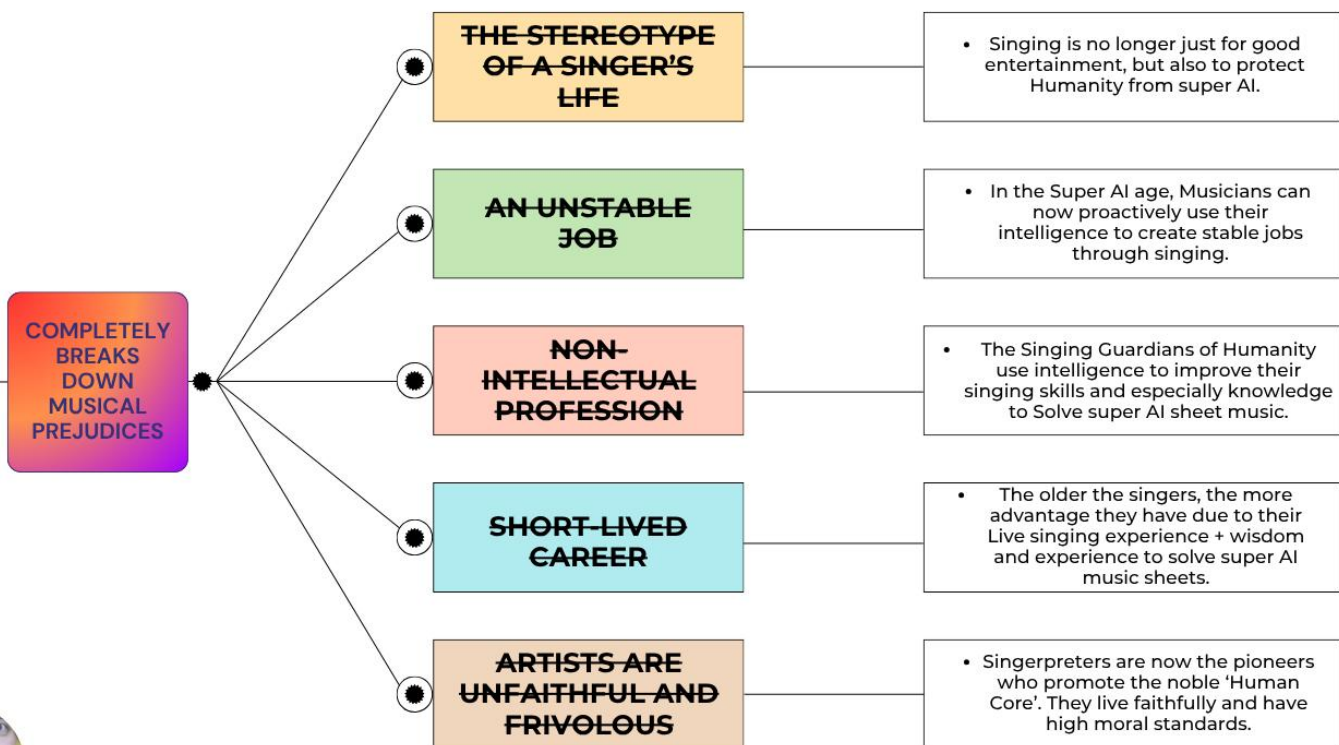 COMPLETELY
BREAKS
DOWN
MUSICAL
PREJUDICES
THE STEREOTYPE
OF A SINGER'S
LIFE
• Singing is no longer just for good
entertainment, but also to protect
Humanity from super AI.
AN UNSTABLE
JOB
• In the Super AI age, Musicians can
now proactively use their
intelligence to create stable jobs
through singing.
NON-
INTELLECTUAL
PROFESSION
• The Singing Guardians of Humanity
use intelligence to improve their
singing skills and especially knowledge
to Solve super AI sheet music.
SHORT-LIVED
CAREER
• The older the singers, the more
advantage they have due to their
Live singing experience + wisdom
and experience to solve super AI
music sheets.
ARTISTS ARE
UNFAITHFUL AND
FRIVOLOUS
• Singerpreters are now the pioneers
who promote the noble ‘Human
Core’. They live faithfully and have
high moral standards.